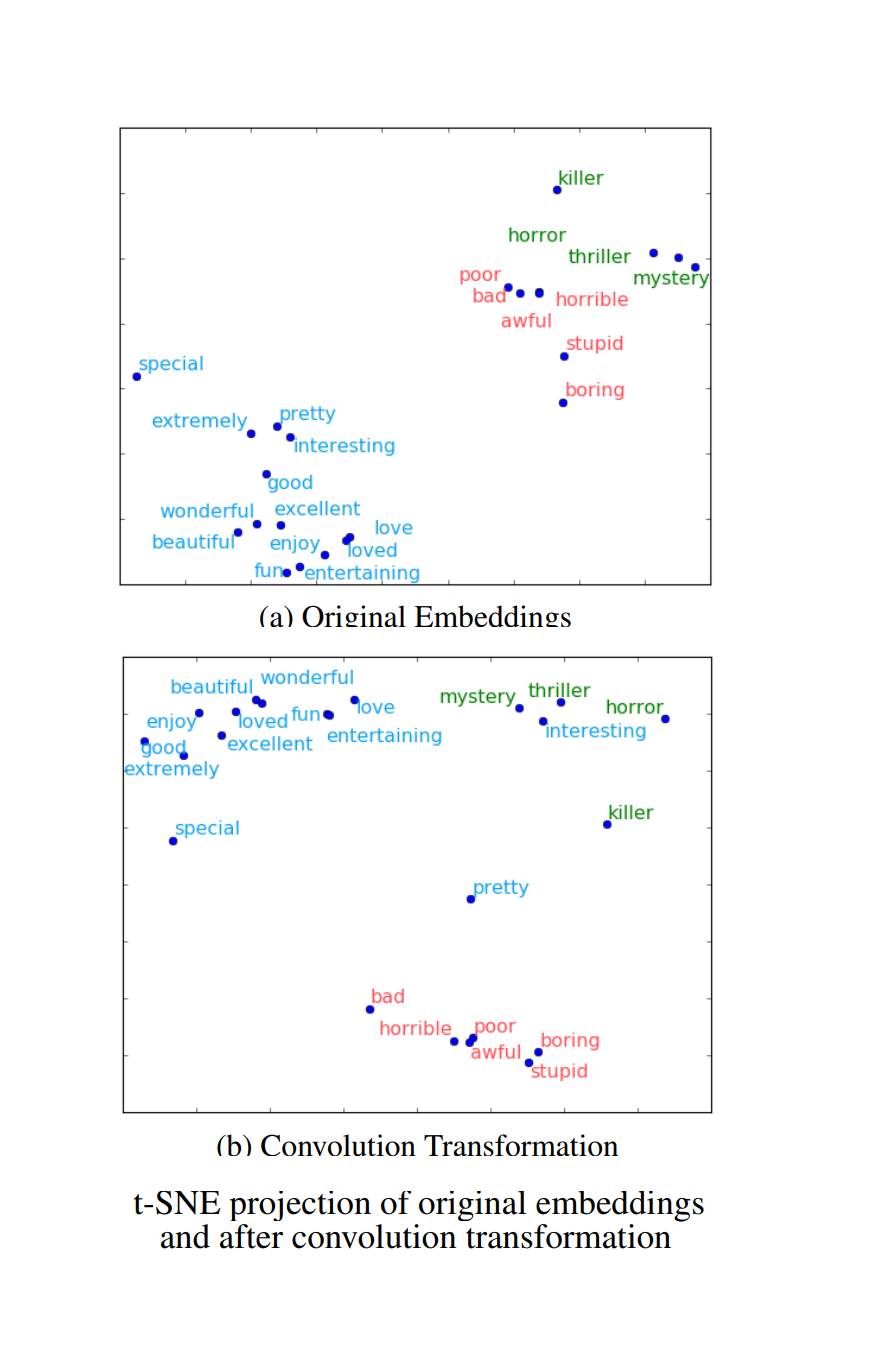 killer
horror
thriller
mystery
poor
bad
horrible
awful
stupid
boring
special
extremely
pretty
interesting
good
wonderful
excellent
beautiful
enjoy
love
loved
fun
entertaining
(a) Original Embeddings
beautiful
wonderful
enjoy
loved
fun
love
good
excellent
entertaining
extremely
mystery
thriller
horror
interesting
special
killer
pretty
bad
horrible
poor
awful
boring
stupid
(b) Convolution Transformation
t-SNE projection of original embeddings
and after convolution transformation